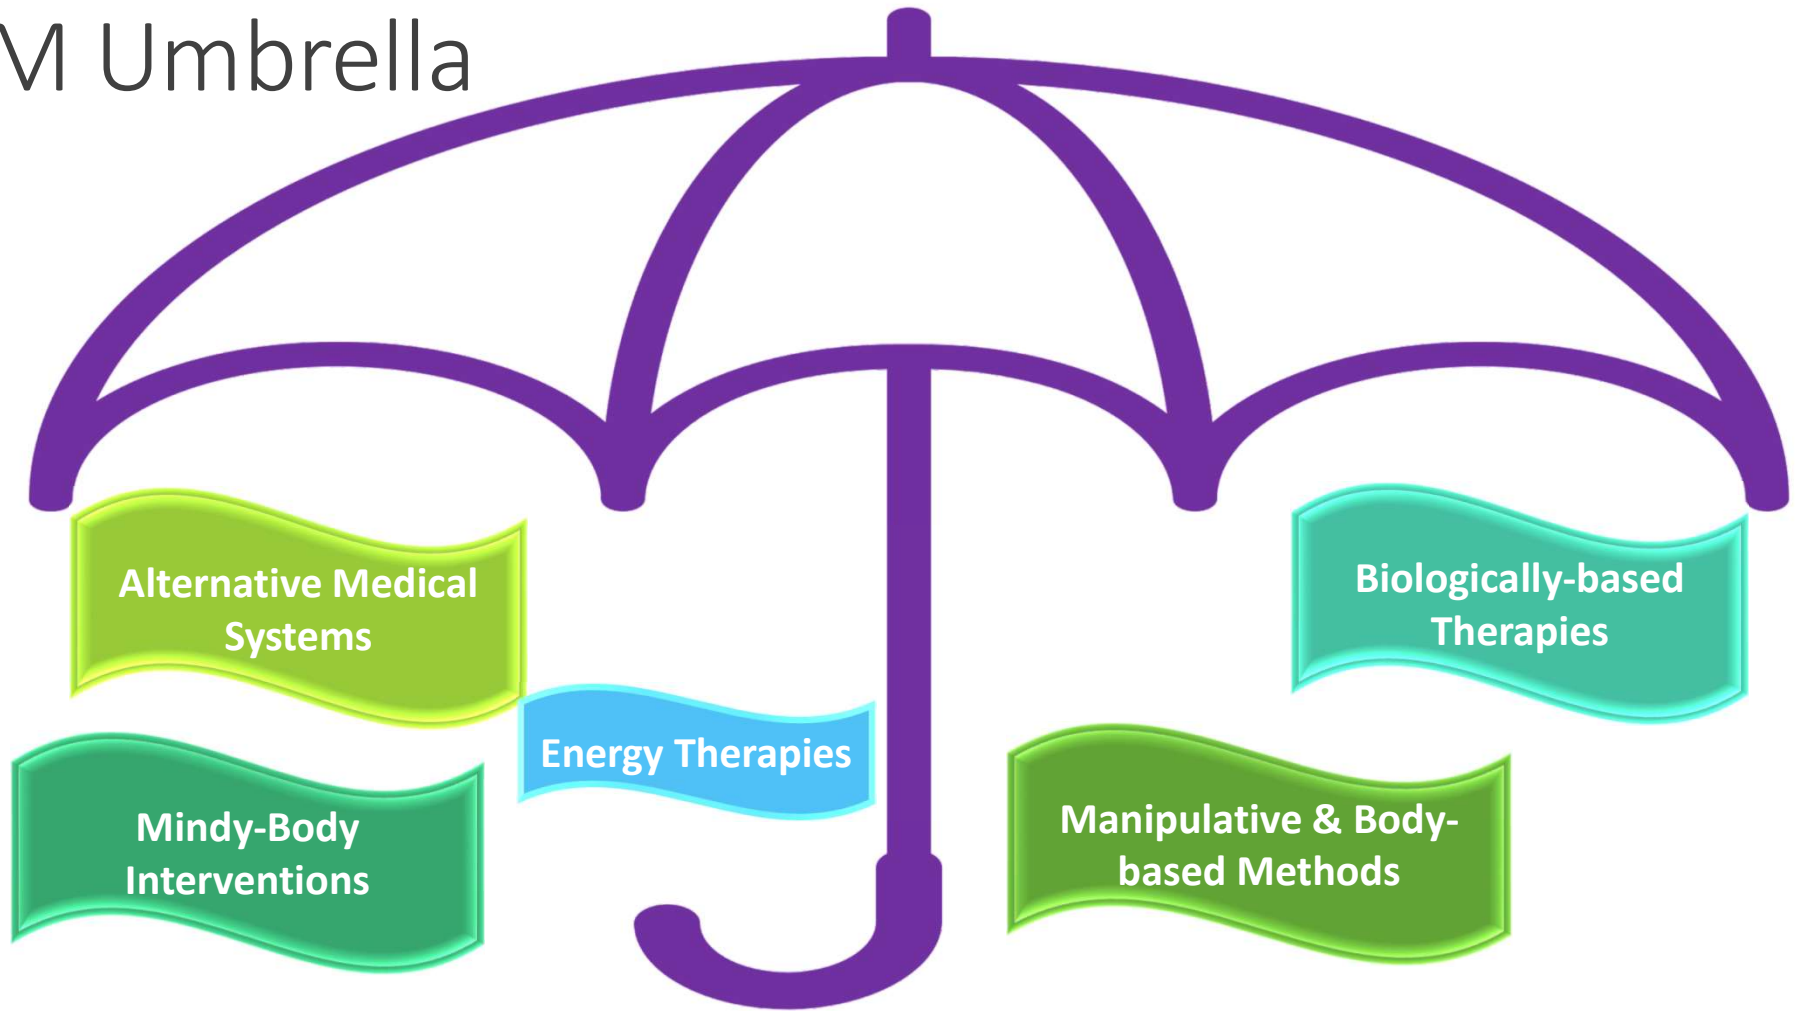 M Umbrella
Alternative Medical
Systems
Biologically-based
Therapies
Energy Therapies
Mindy-Body
Interventions
Manipulative & Body-
based Methods